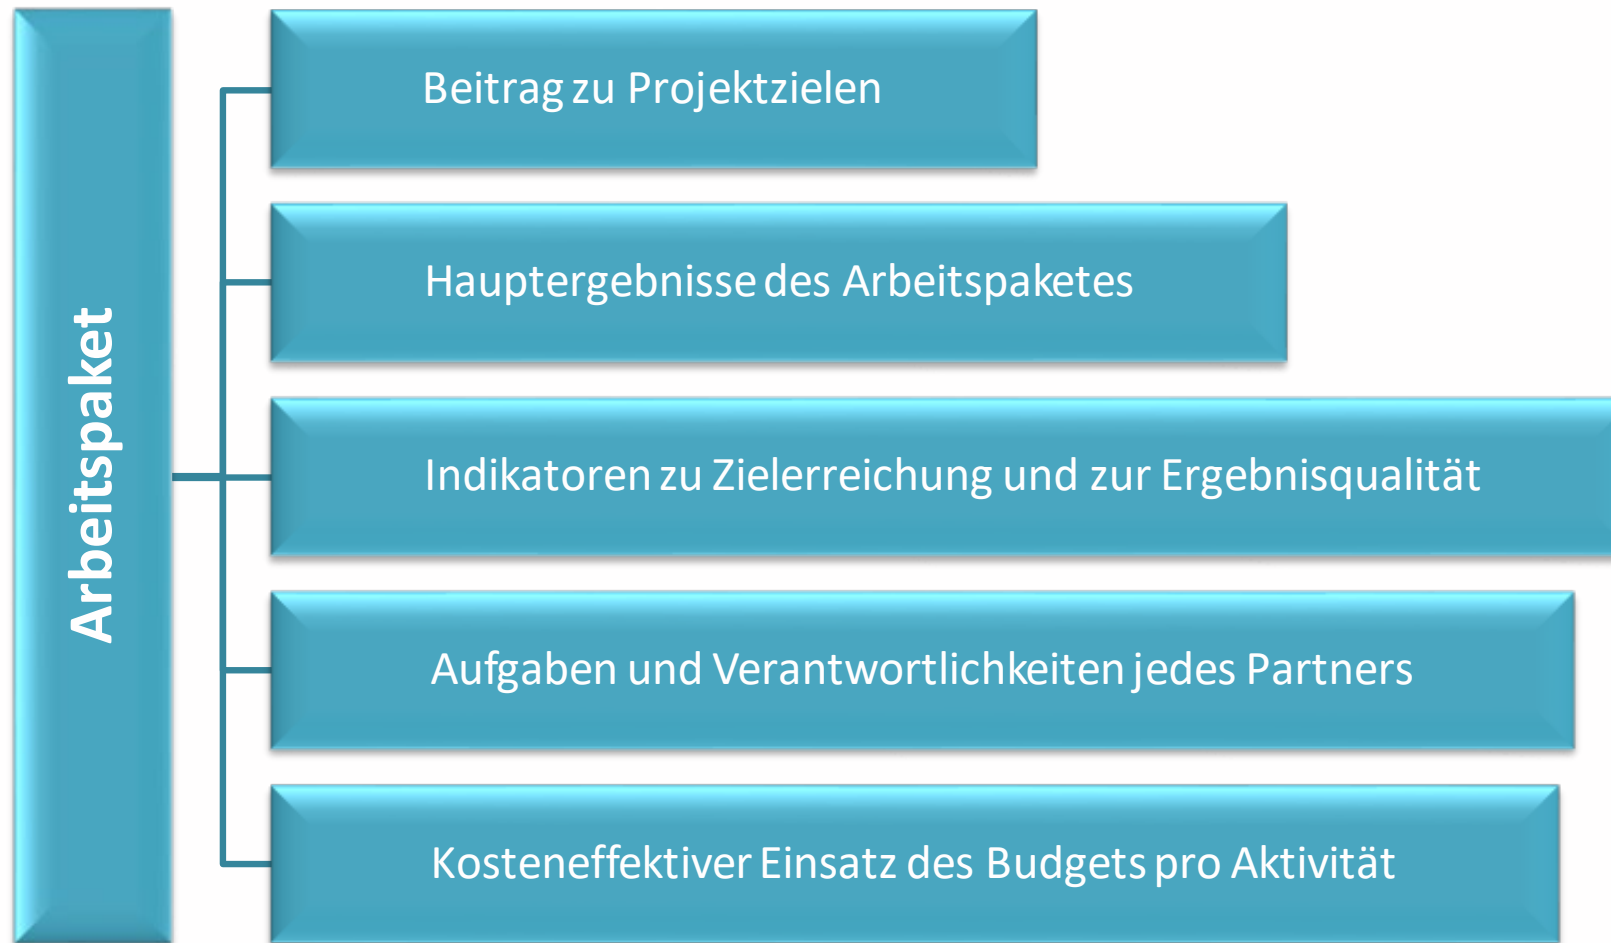 Arbeitspaket
Beitrag zu Projektzielen
Hauptergebnisse des Arbeitspaketes
Indikatoren zu Zielerreichung und zur Ergebnisqualität
Aufgaben und Verantwortlichkeiten jedes Partners
Kosteneffektiver Einsatz des Budgets pro Aktivität